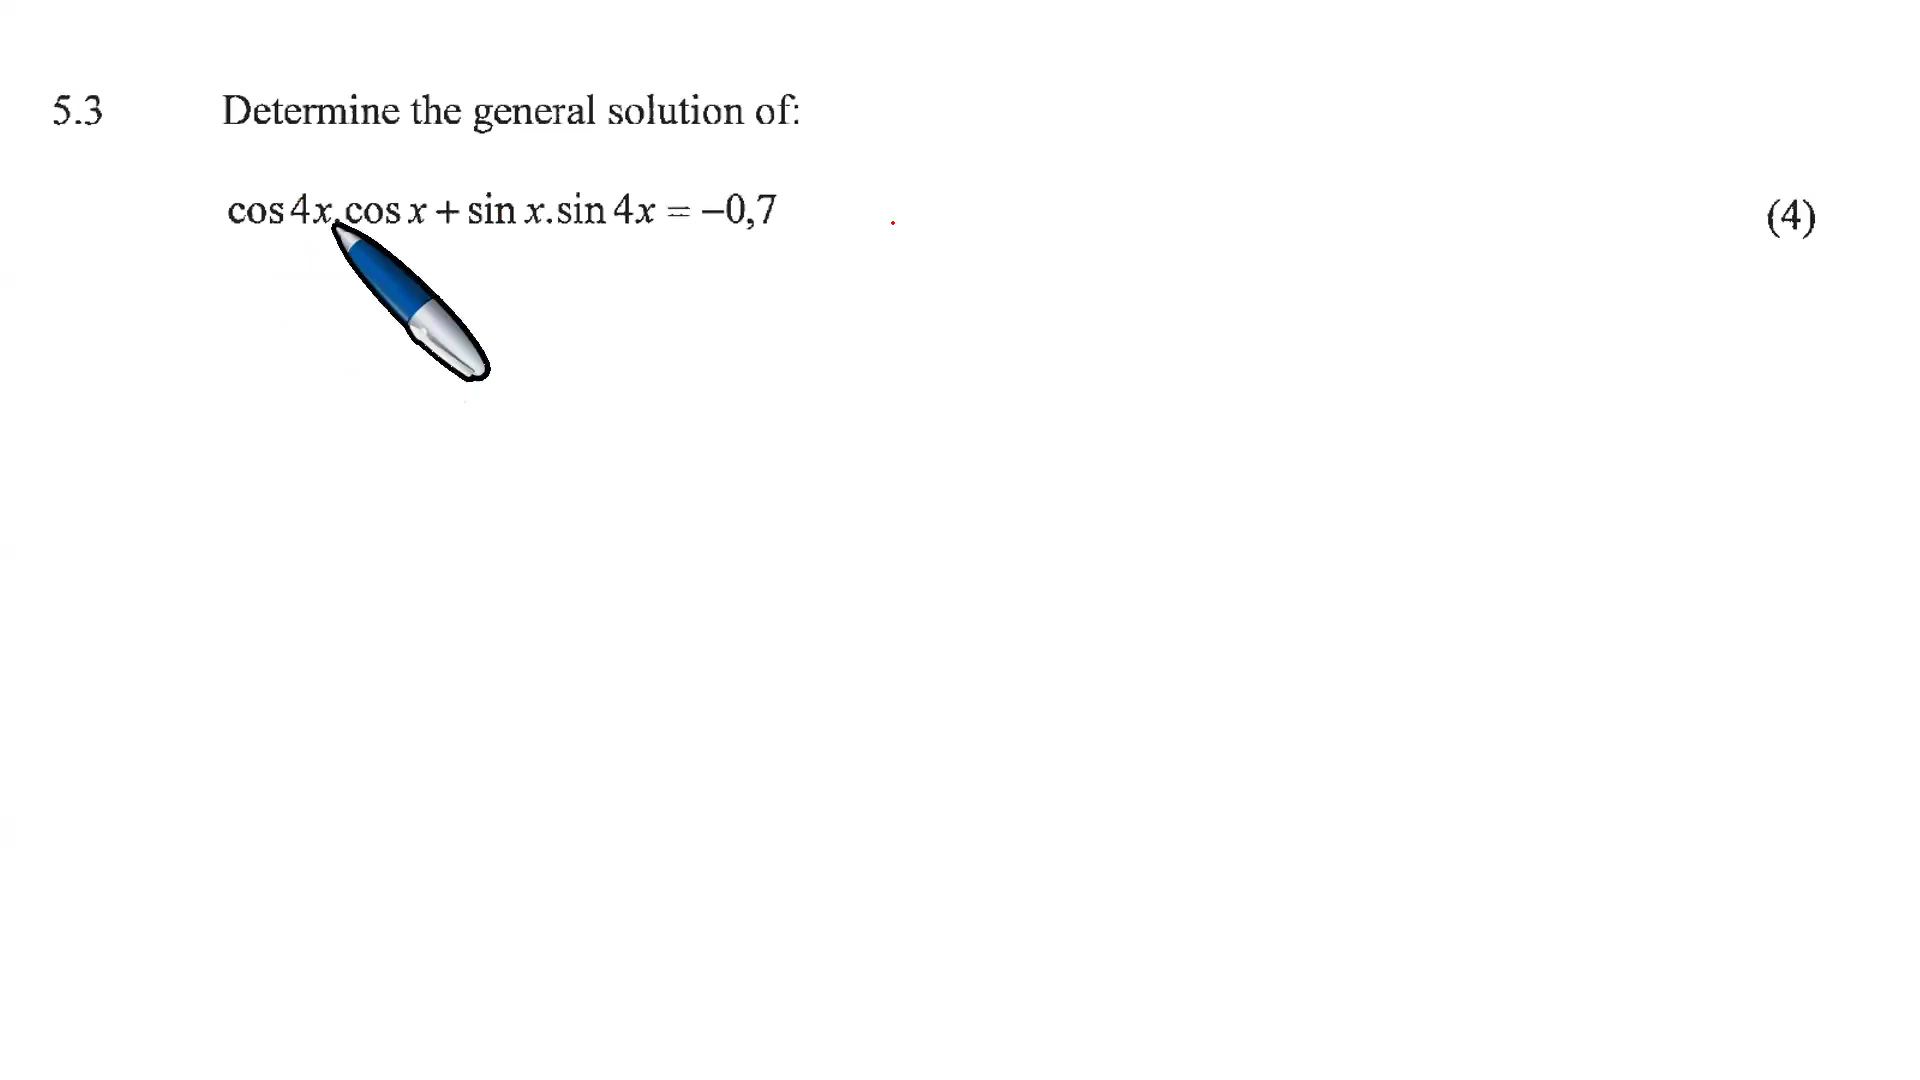 5.3 Determine the general solution of:
cos 4x.cos x + sin x.sin 4x = –0,7 (4)